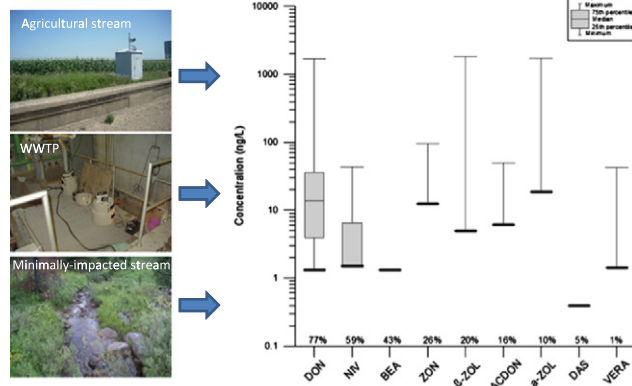 Agricultural stream
WWTP
Minimally-impacted stream
Maximum
75th percentile
Median
25th percentile
Minimum
Concentration (ng/L)
10000
1000
100
10
1
0.1
77% 59% 43% 26% 20% 16% 10% 5% 1%
DON NIV BEA ZON β-ZOL ACDON a-ZOL DAS VERA